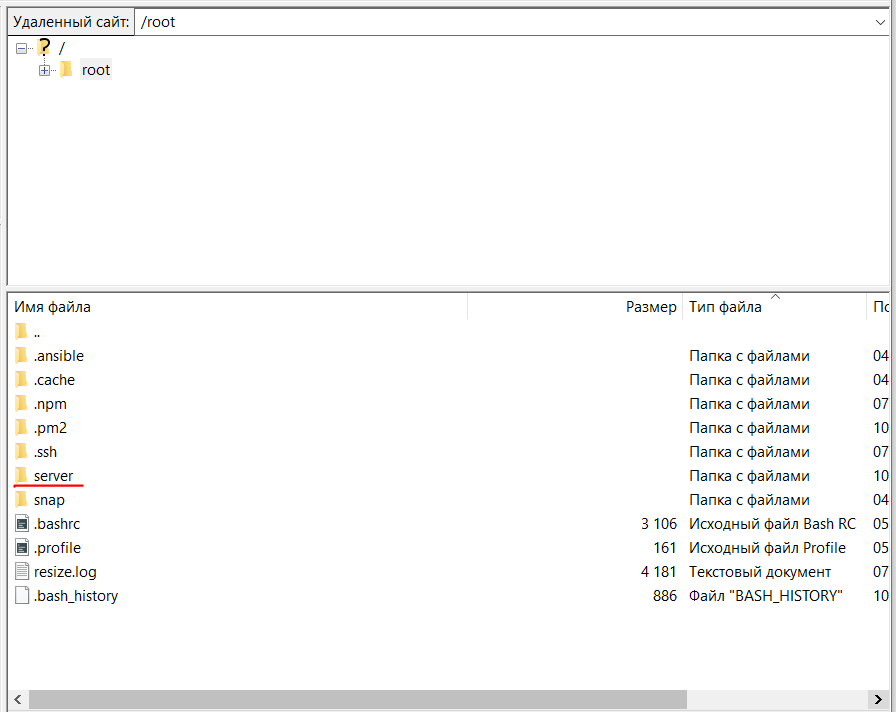 Удаленный сайт: /root
/
root
Имя файла Размер Тип файла По
..
.ansible Папка с файлами 04
.cache Папка с файлами 04
.npm Папка с файлами 07
.pm2 Папка с файлами 10
.ssh Папка с файлами 07
server Папка с файлами 10
snap Папка с файлами 04
.bashrc 3 106 Исходный файл Bash RC 05
.profile 161 Исходный файл Profile 05
resize.log 4 181 Текстовый документ 07
.bash_history 886 Файл "BASH_HISTORY" 10